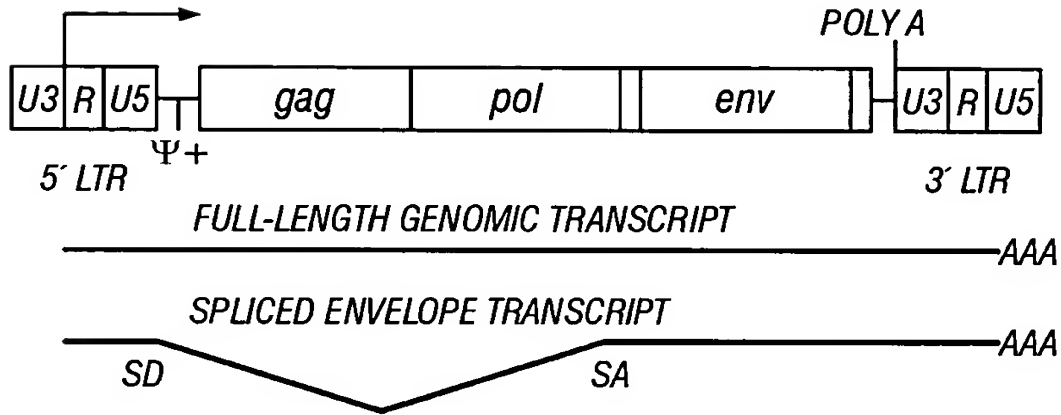 POLY A
U3 R U5 gag pol env U3 R U5
Ψ+
5´ LTR 3´ LTR
FULL-LENGTH GENOMIC TRANSCRIPT
AAA
SPLICED ENVELOPE TRANSCRIPT
AAA
SD SA